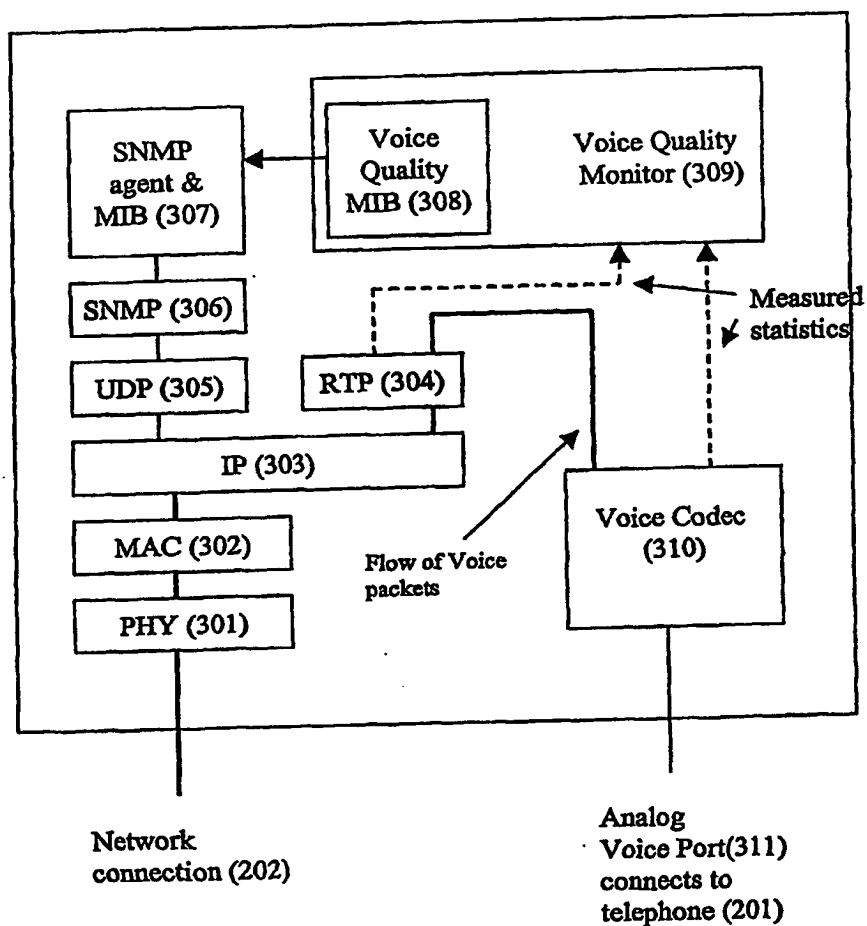 SNMP
agent &
MIB (307)
Voice
Quality
MIB (308)
Voice Quality
Monitor (309)
SNMP (306)
Measured
statistics
UDP (305)
RTP (304)
IP (303)
MAC (302)
Voice Codec
(310)
Flow of Voice
packets
PHY (301)
Network
connection (202)
Analog
Voice Port(311)
connects to
telephone (201)